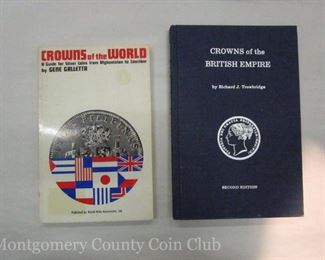 CROWNS of the WORLD
A Guide for Silver Coins from Afghanistan to Zanzibar
by GENE GALLETTA
CROWNS of the
BRITISH EMPIRE
by Richard J. Trowbridge
SECOND EDITION
Montgomery County Coin Club